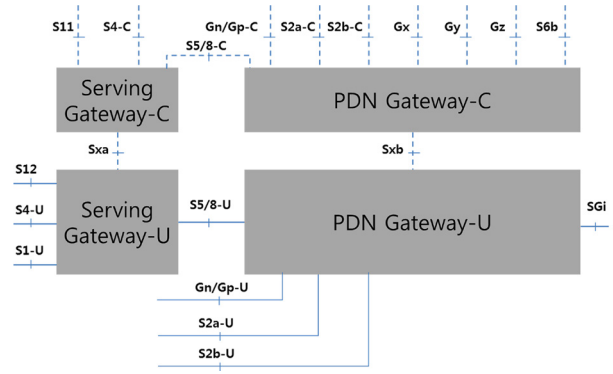 S11 S4-C Gn/Gp-C S2a-C S2b-C Gx Gy Gz S6b
S5/8-C
Serving
Gateway-C
PDN Gateway-C
Sxa
Sxb
S12
S4-U
S1-U
Serving
Gateway-U
S5/8-U
PDN Gateway-U
SGi
Gn/Gp-U
S2a-U
S2b-U